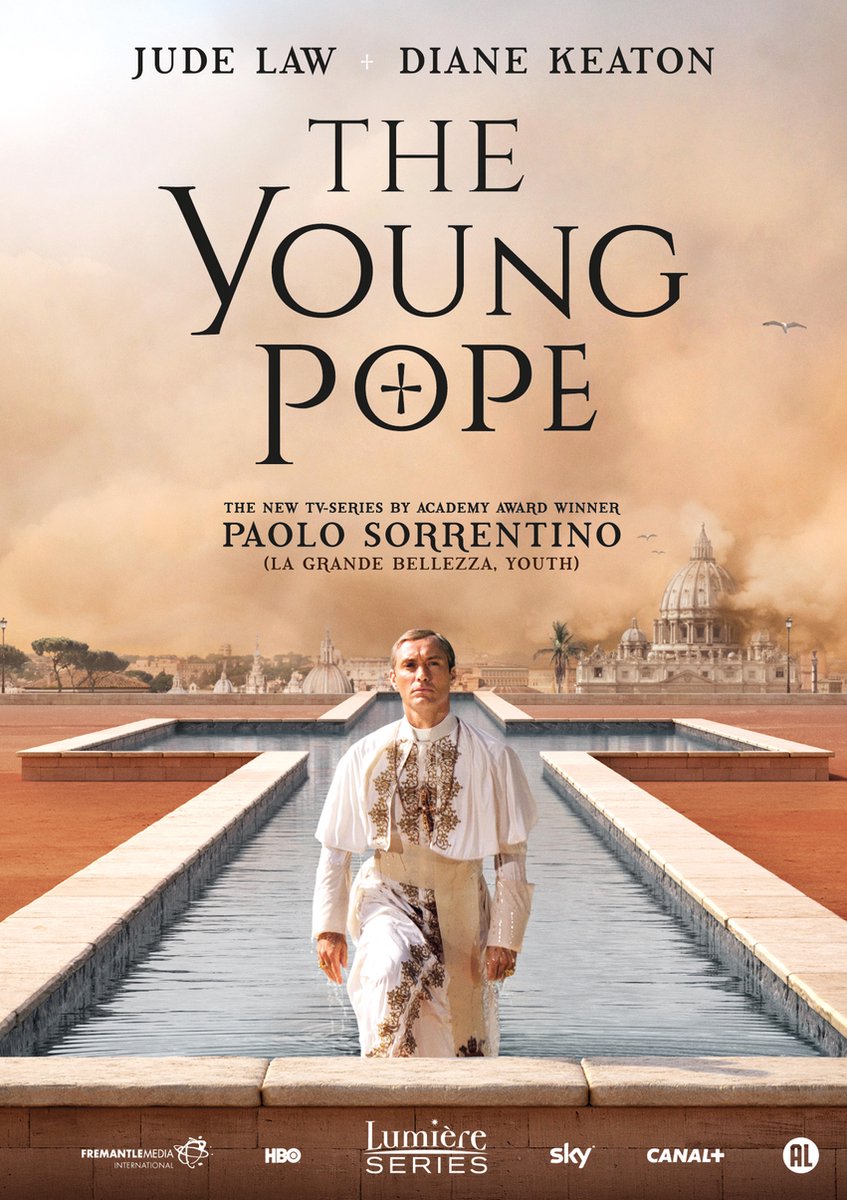 JUDE LAW + DIANE KEATON
THE
YOUNG
POPE
THE NEW TV-SERIES BY ACADEMY AWARD WINNER
PAOLO SORRENTINO
(LA GRANDE BELLEZZA, YOUTH)
FREMANTLEMEDIA
INTERNATIONAL
HBO
Lumière
SERIES
sky
CANAL+
AL